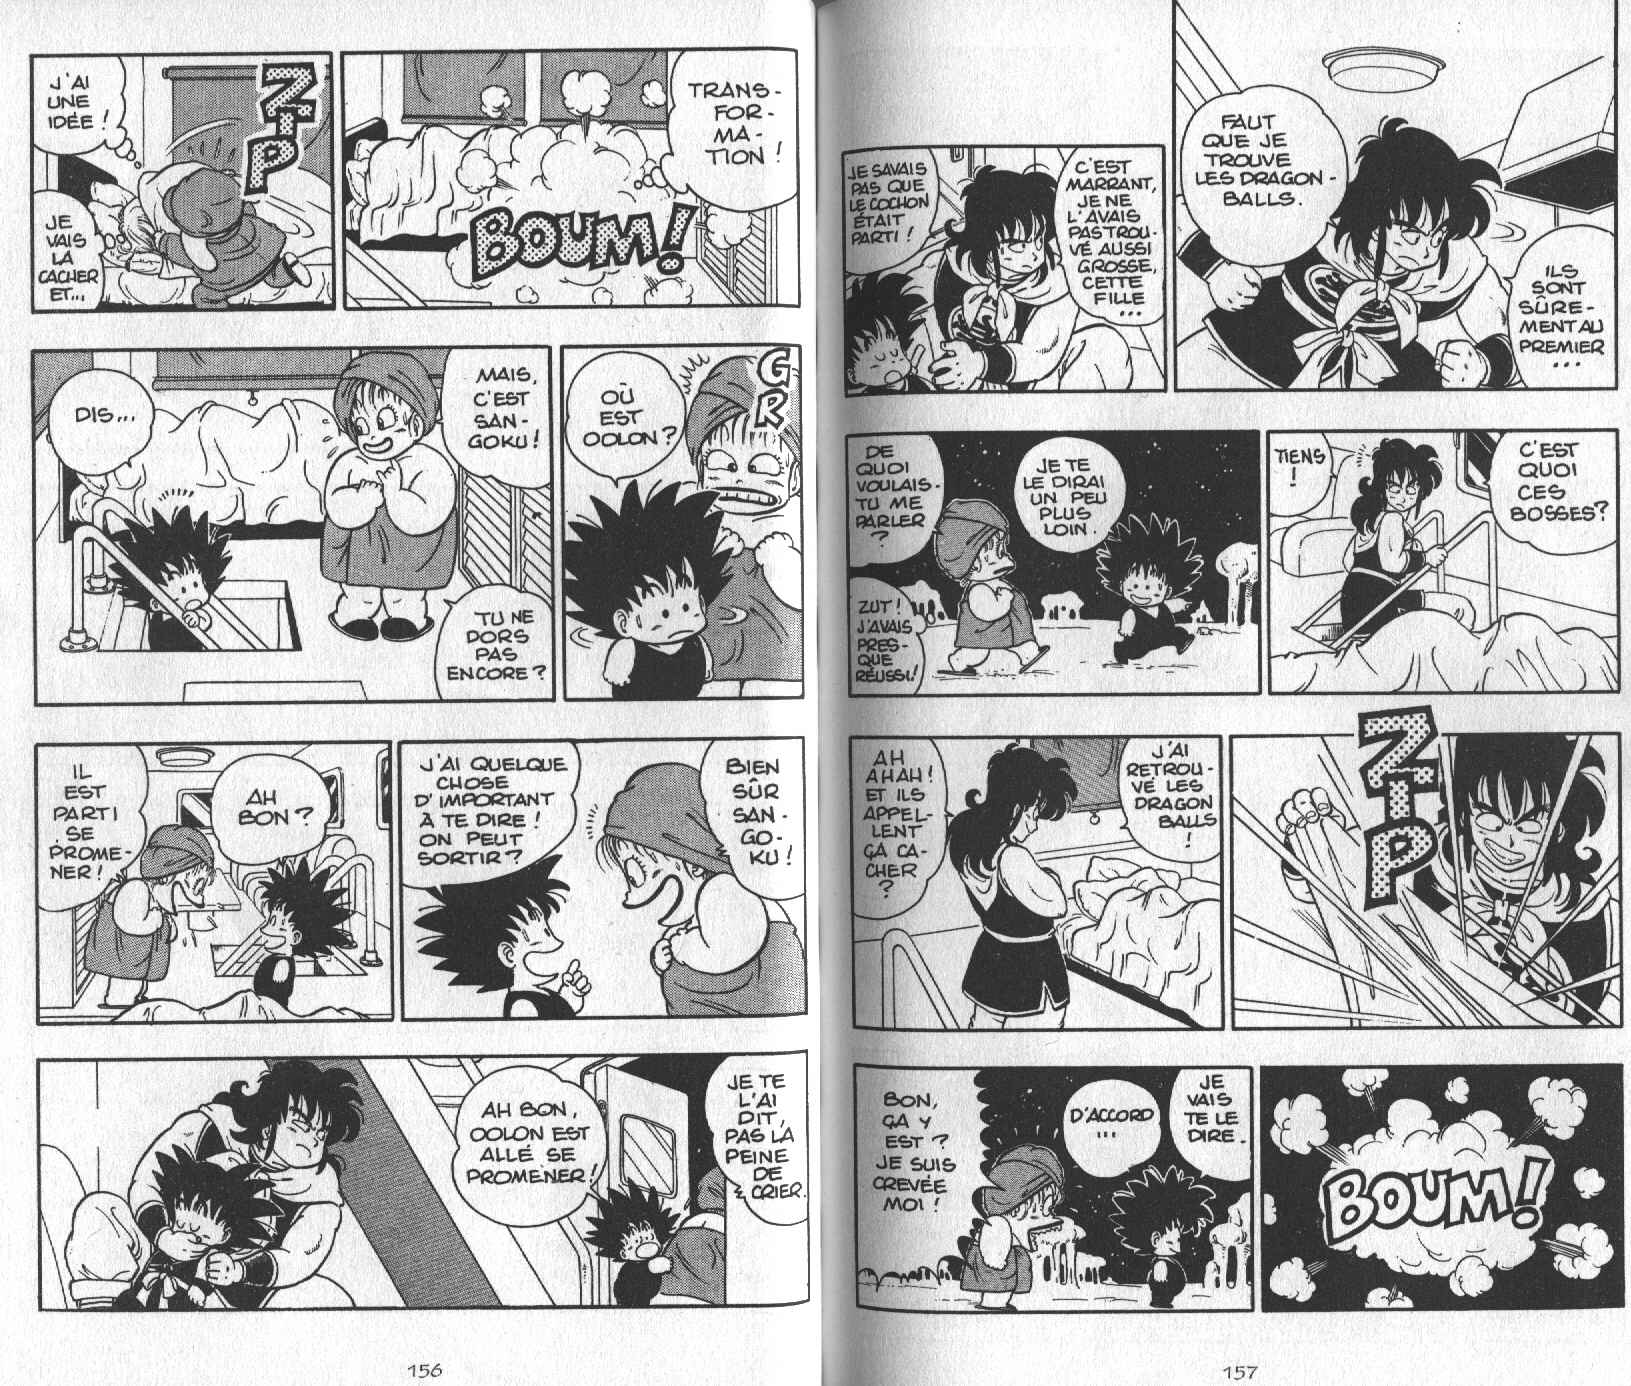 J'AI
UNE
IDÉE !
ZIP
JE
VAIS
LA
CACHER
ET...
TRANS-
FOR-
MA-
TION !
BOUM!
DIS...
MAIS,
C'EST
SAN-
GOKU !
TU NE
DORS
PAS
ENCORE ?
OÙ
EST
OOLON ?
GR
IL
EST
PARTI
SE
PROME-
NER !
AH
BON ?
J'AI QUELQUE
CHOSE
D'IMPORTANT
À TE DIRE !
ON PEUT
SORTIR ?
BIEN
SÛR
SAN-
GO-
KU !
AH BON,
OOLON EST
ALLÉ SE
PROMENER !
JE TE
L'AI
DIT,
PAS LA
PEINE
DE
CRIER.
156
JE SAVAIS
PAS QUE
LE COCHON
ÉTAIT
PARTI !
C'EST
MARRANT,
JE NE
L'AVAIS
PAS TROU-
VÉ AUSSI
GROSSE,
CETTE
FILLE
...
FAUT
QUE JE
TROUVE
LES DRAGON-
BALLS.
ILS
SONT
SÛRE-
MENT AU
PREMIER
...
DE
QUOI
VOULAIS-
TU ME
PARLER
?
JE TE
LE DIRAI
UN PEU
PLUS
LOIN.
ZUT !
J'AVAIS
PRES-
QUE
RÉUSSI !
TIENS
!
C'EST
QUOI
CES
BOSSES ?
AH
AHAH !
ET ILS
APPEL-
LENT
ÇA CA-
CHER
?
J'AI
RETROU-
VÉ LES
DRAGON
BALLS
!
ZIP
BON,
ÇA Y
EST ?
JE SUIS
CREVÉE
MOI !
D'ACCORD
...
JE
VAIS
TE LE
DIRE.
BOUM!
157